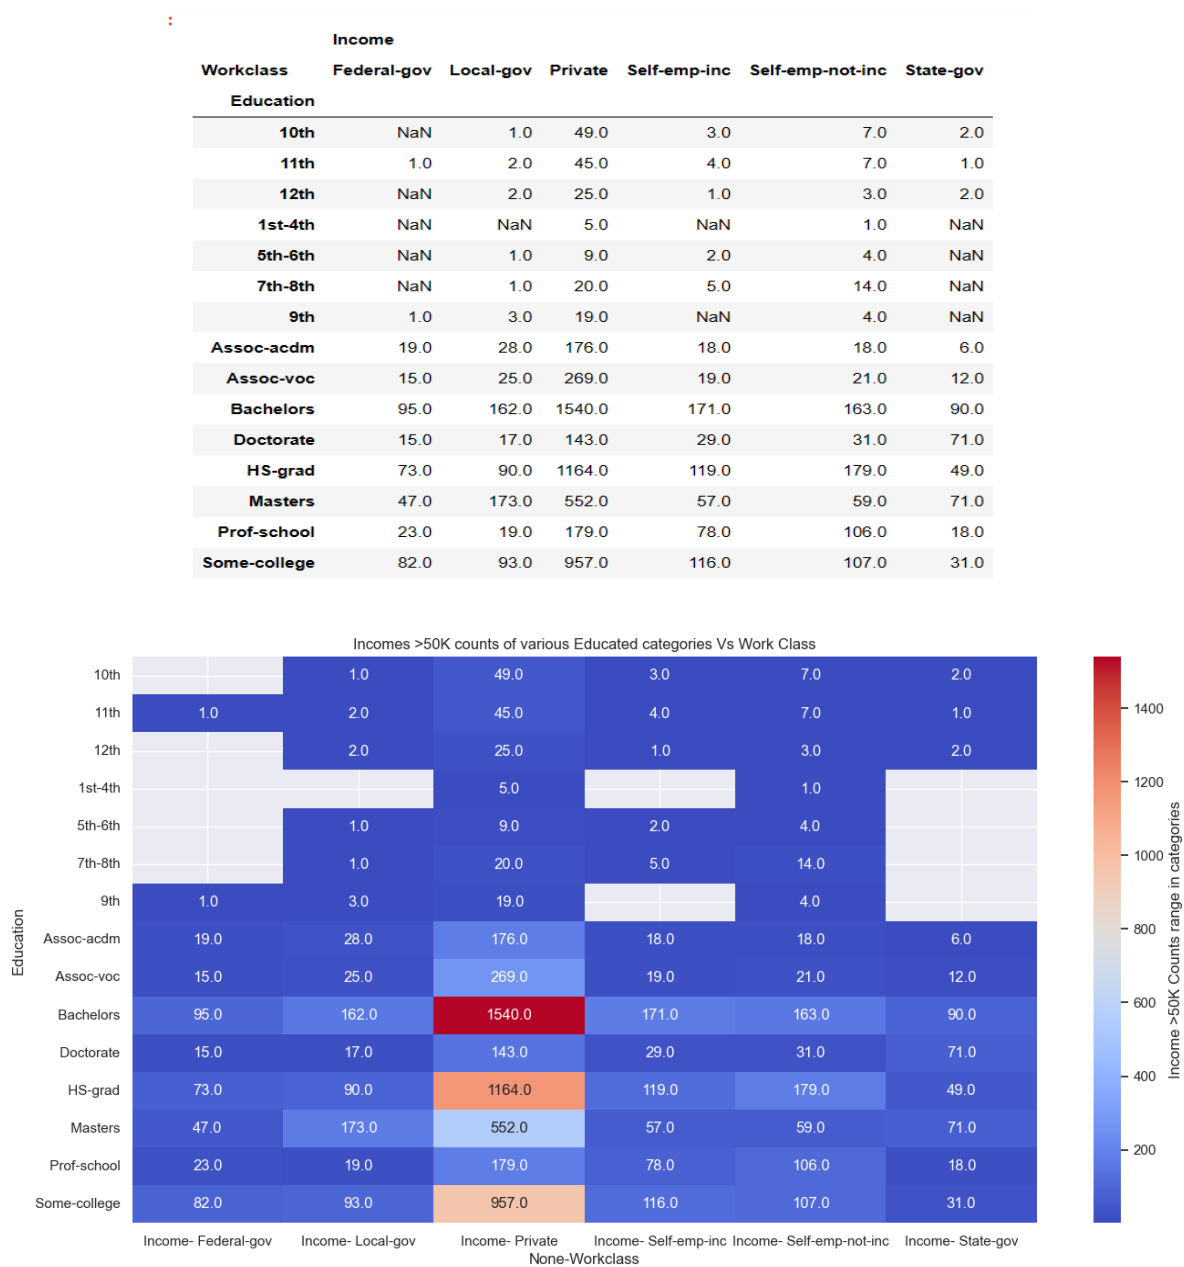 :
Income
Workclass Federal-gov Local-gov Private Self-emp-inc Self-emp-not-inc State-gov
Education
10th NaN 1.0 49.0 3.0 7.0 2.0
11th 1.0 2.0 45.0 4.0 7.0 1.0
12th NaN 2.0 25.0 1.0 3.0 2.0
1st-4th NaN NaN 5.0 NaN 1.0 NaN
5th-6th NaN 1.0 9.0 2.0 4.0 NaN
7th-8th NaN 1.0 20.0 5.0 14.0 NaN
9th 1.0 3.0 19.0 NaN 4.0 NaN
Assoc-acdm 19.0 28.0 176.0 18.0 18.0 6.0
Assoc-voc 15.0 25.0 269.0 19.0 21.0 12.0
Bachelors 95.0 162.0 1540.0 171.0 163.0 90.0
Doctorate 15.0 17.0 143.0 29.0 31.0 71.0
HS-grad 73.0 90.0 1164.0 119.0 179.0 49.0
Masters 47.0 173.0 552.0 57.0 59.0 71.0
Prof-school 23.0 19.0 179.0 78.0 106.0 18.0
Some-college 82.0 93.0 957.0 116.0 107.0 31.0
Incomes >50K counts of various Educated categories Vs Work Class
Education
10th 1.0 49.0 3.0 7.0 2.0
11th 1.0 2.0 45.0 4.0 7.0 1.0
12th 2.0 25.0 1.0 3.0 2.0
1st-4th 5.0 1.0
5th-6th 1.0 9.0 2.0 4.0
7th-8th 1.0 20.0 5.0 14.0
9th 1.0 3.0 19.0 4.0
Assoc-acdm 19.0 28.0 176.0 18.0 18.0 6.0
Assoc-voc 15.0 25.0 269.0 19.0 21.0 12.0
Bachelors 95.0 162.0 1540.0 171.0 163.0 90.0
Doctorate 15.0 17.0 143.0 29.0 31.0 71.0
HS-grad 73.0 90.0 1164.0 119.0 179.0 49.0
Masters 47.0 173.0 552.0 57.0 59.0 71.0
Prof-school 23.0 19.0 179.0 78.0 106.0 18.0
Some-college 82.0 93.0 957.0 116.0 107.0 31.0
Income- Federal-gov Income- Local-gov Income- Private Income- Self-emp-inc Income- Self-emp-not-inc Income- State-gov
None-Workclass
1400
1200
1000
800
600
400
200
Income >50K Counts range in categories